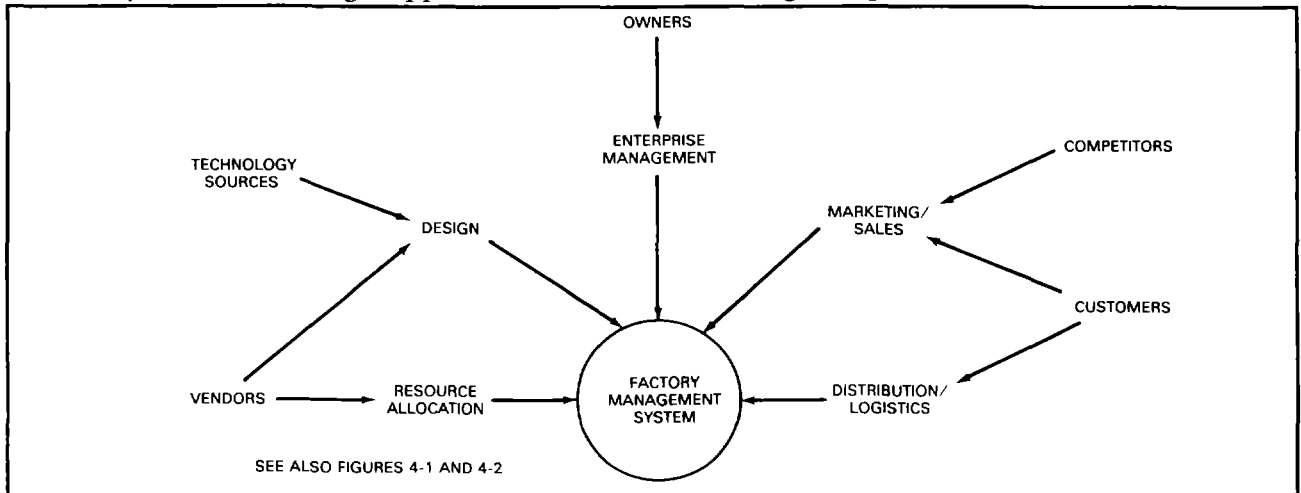 OWNERS
ENTERPRISE
MANAGEMENT
TECHNOLOGY
SOURCES
COMPETITORS
DESIGN
MARKETING/
SALES
CUSTOMERS
VENDORS
RESOURCE
ALLOCATION
FACTORY
MANAGEMENT
SYSTEM
DISTRIBUTION/
LOGISTICS
SEE ALSO FIGURES 4-1 AND 4-2